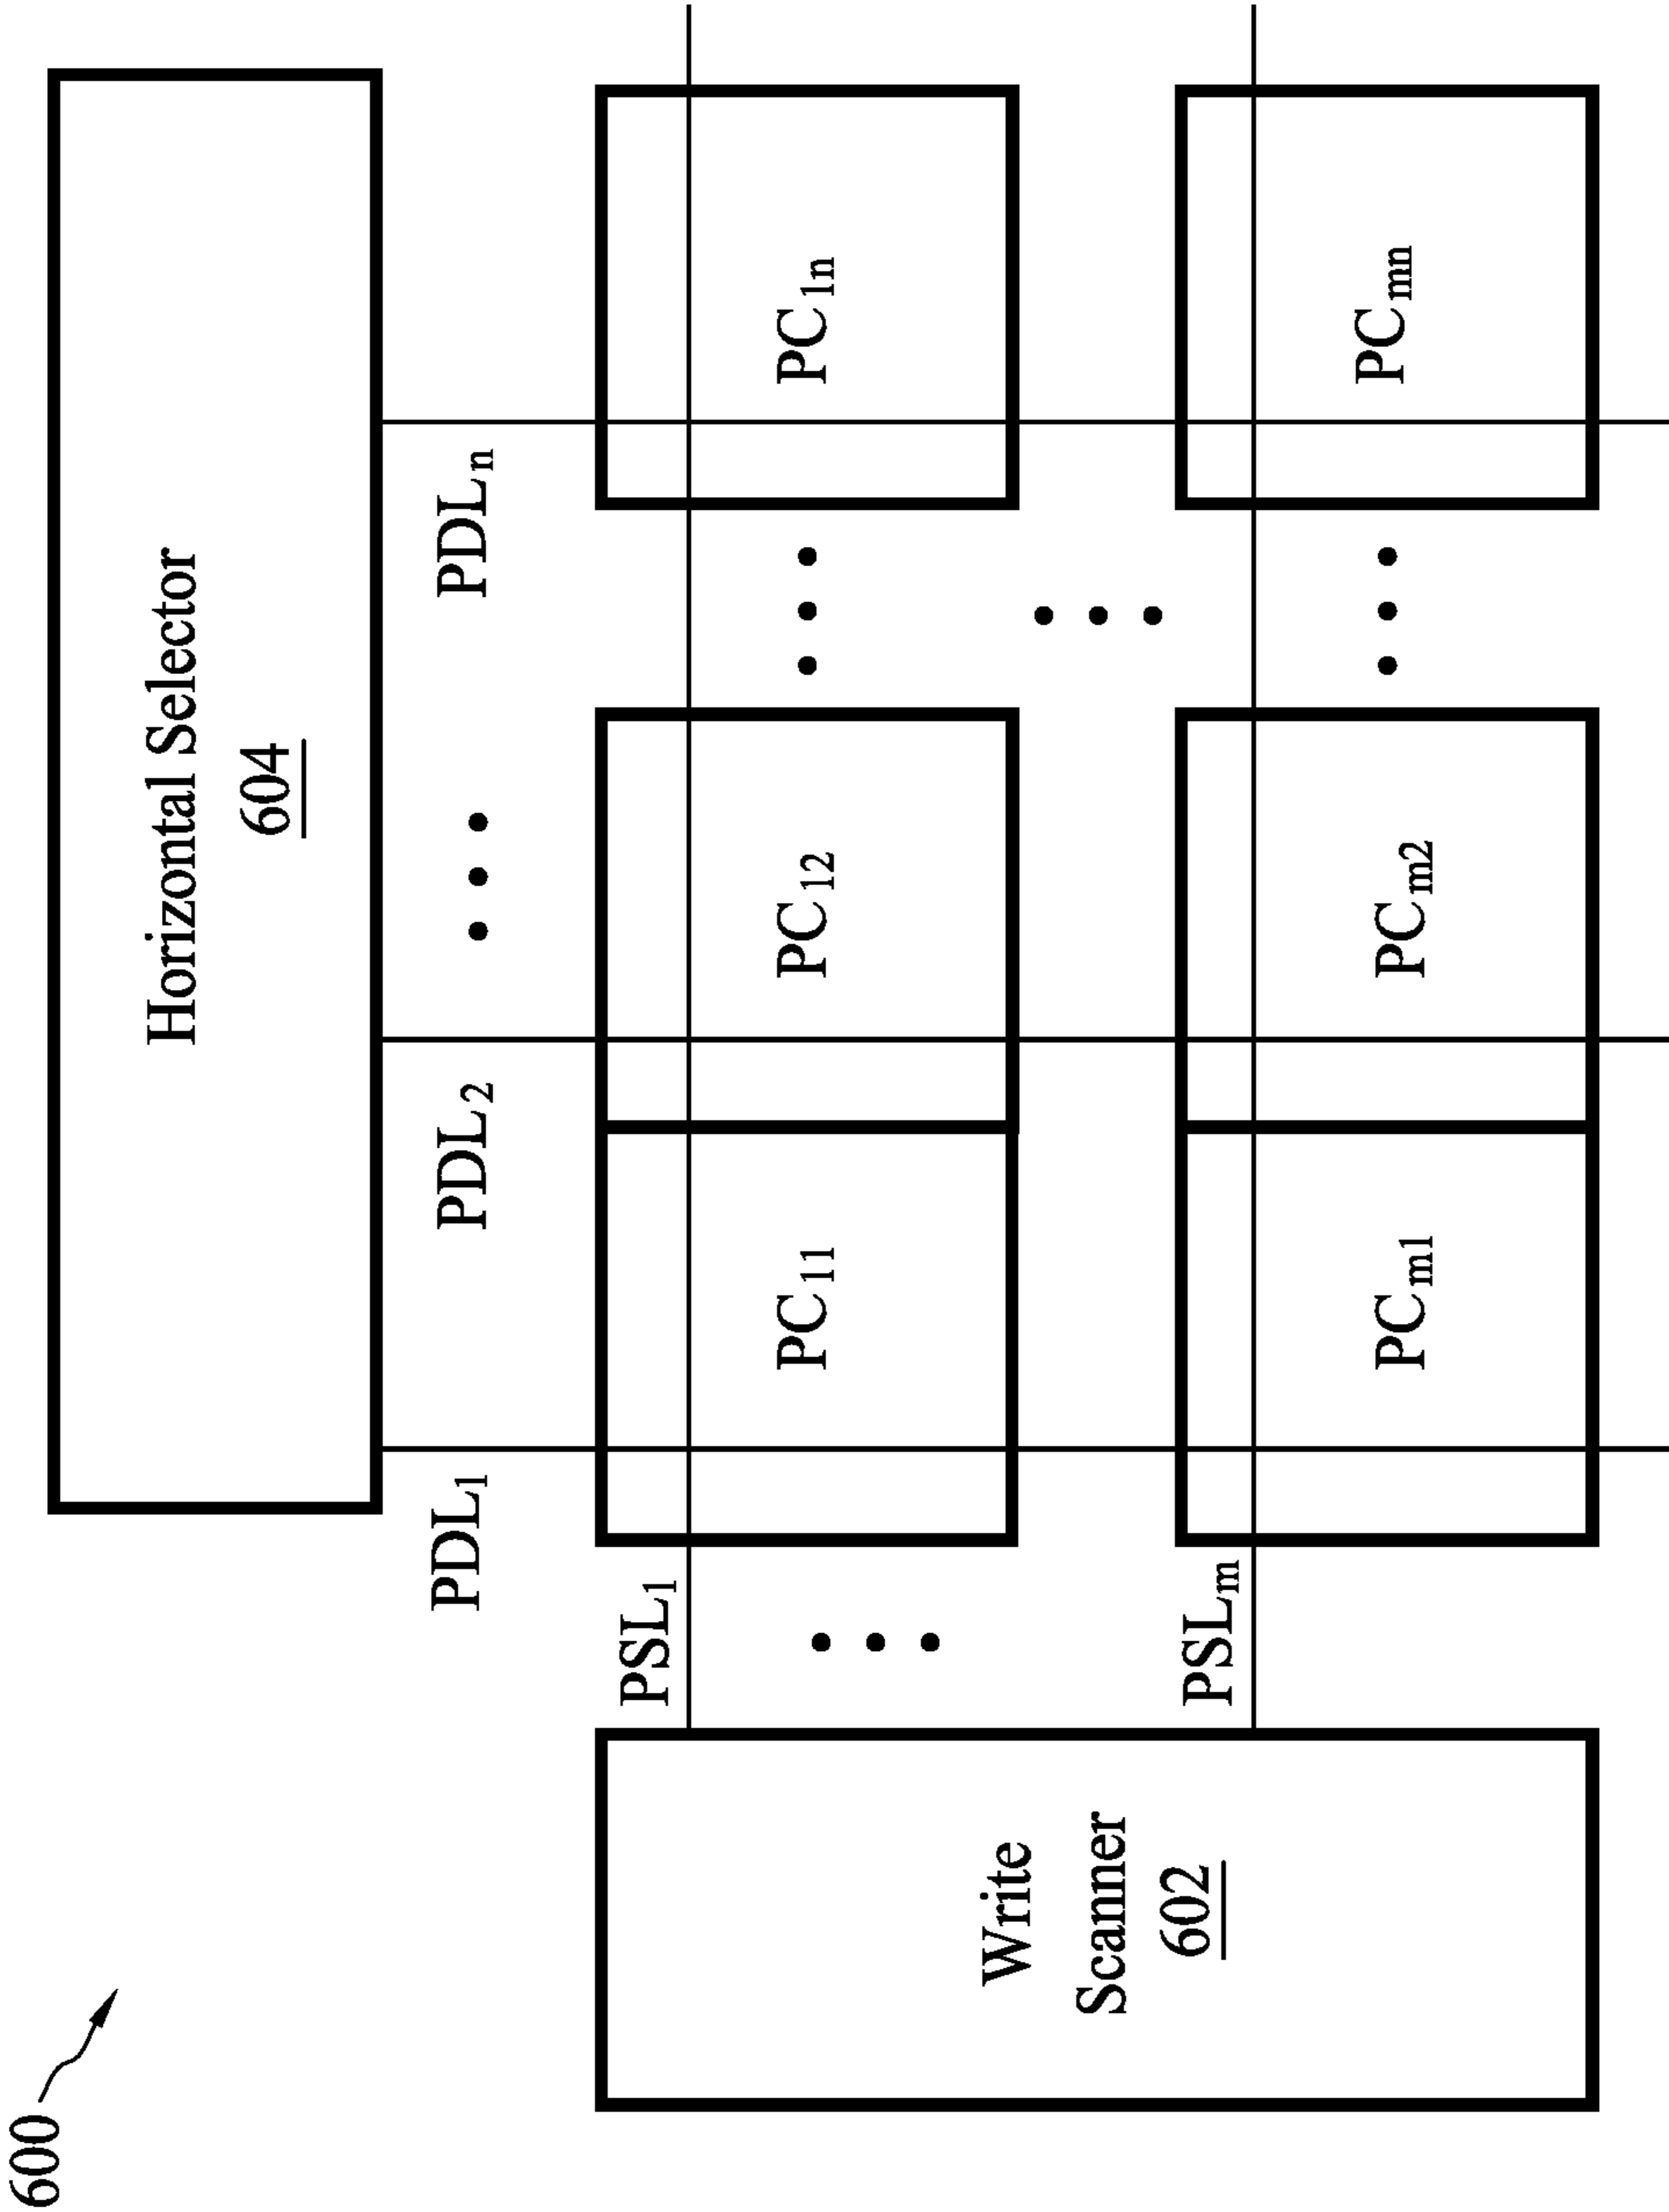 600
Horizontal Selector
604
PDL1
PDL2
PDLn
PSL1
PC11
PC12
PC1n
Write
Scanner
602
PSLm
PCm1
PCm2
PCmn